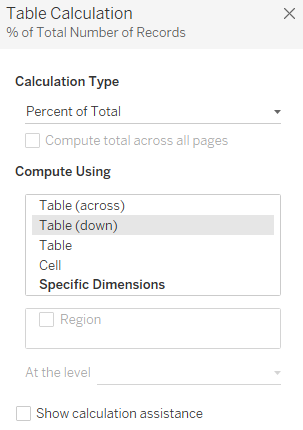 Table Calculation
% of Total Number of Records
Calculation Type
Percent of Total
Compute total across all pages
Compute Using
Table (across)
Table (down)
Table
Cell
Specific Dimensions
Region
At the level
Show calculation assistance